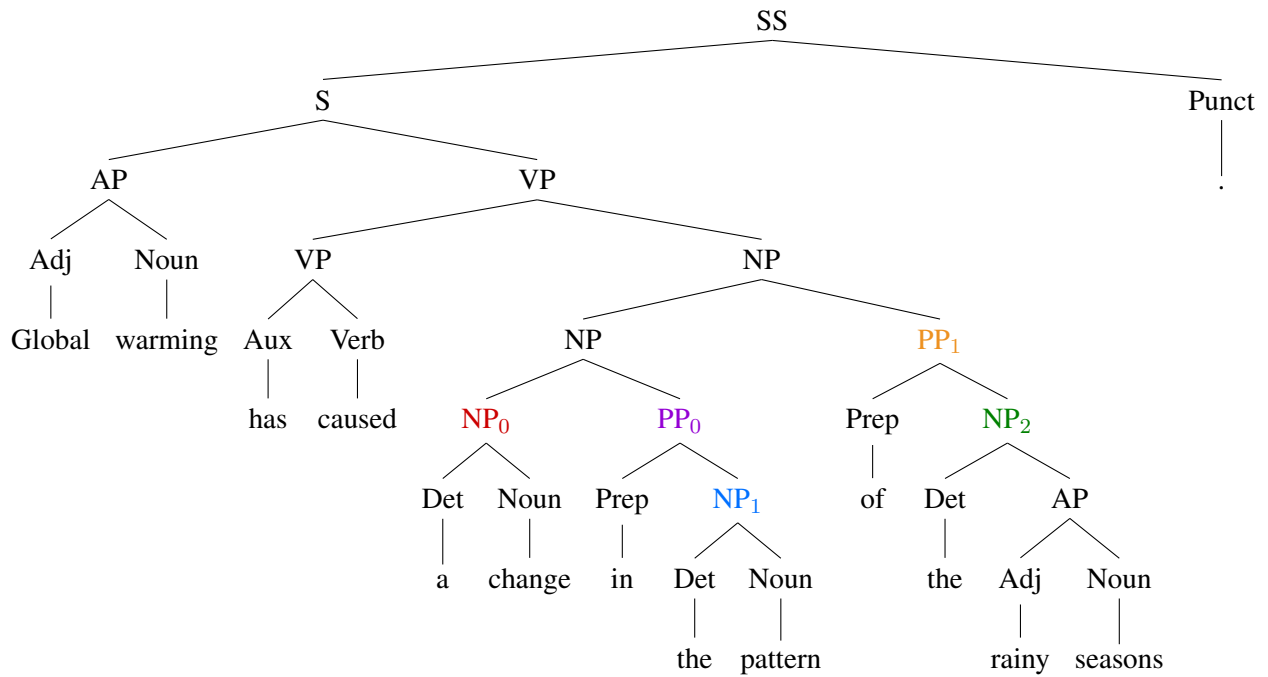 SS
S Punct
AP VP .
Adj Noun VP NP
Global warming Aux Verb NP PP₁
has caused NP₀ PP₀ Prep NP₂
Det Noun Prep NP₁ of Det AP
a change in Det Noun the Adj Noun
the pattern rainy seasons